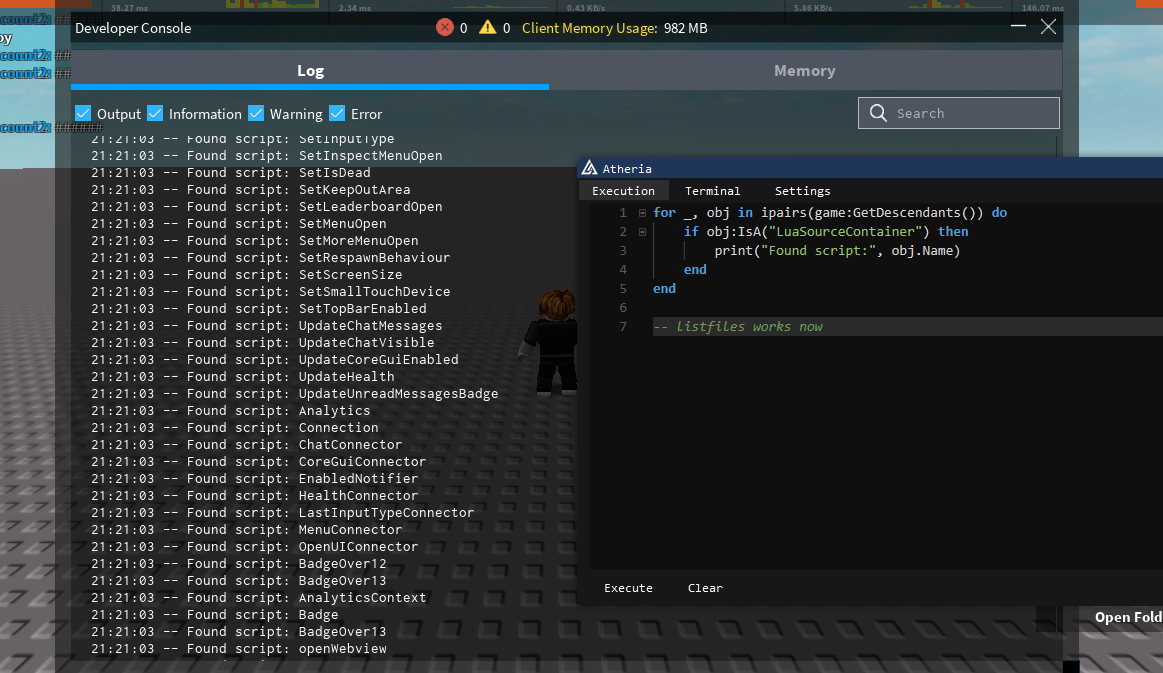 38.27 ms
2.34 ms
0.43 KB/s
5.86 KB/s
146.07 ms
count2: ##
Developer Console
0
0
Client Memory Usage: 982 MB
oy
count2: ##
count2: ##
Log
Memory
Output
Information
Warning
Error
Search
count2: ######
21:21:03 -- Found script: SetInputType
21:21:03 -- Found script: SetInspectMenuOpen
21:21:03 -- Found script: SetIsDead
21:21:03 -- Found script: SetKeepOutArea
21:21:03 -- Found script: SetLeaderboardOpen
21:21:03 -- Found script: SetMenuOpen
21:21:03 -- Found script: SetMoreMenuOpen
21:21:03 -- Found script: SetRespawnBehaviour
21:21:03 -- Found script: SetScreenSize
21:21:03 -- Found script: SetSmallTouchDevice
21:21:03 -- Found script: SetTopBarEnabled
21:21:03 -- Found script: UpdateChatMessages
21:21:03 -- Found script: UpdateChatVisible
21:21:03 -- Found script: UpdateCoreGuiEnabled
21:21:03 -- Found script: UpdateHealth
21:21:03 -- Found script: UpdateUnreadMessagesBadge
21:21:03 -- Found script: Analytics
21:21:03 -- Found script: Connection
21:21:03 -- Found script: ChatConnector
21:21:03 -- Found script: CoreGuiConnector
21:21:03 -- Found script: EnabledNotifier
21:21:03 -- Found script: HealthConnector
21:21:03 -- Found script: LastInputTypeConnector
21:21:03 -- Found script: MenuConnector
21:21:03 -- Found script: OpenUIConnector
21:21:03 -- Found script: BadgeOver12
21:21:03 -- Found script: BadgeOver13
21:21:03 -- Found script: AnalyticsContext
21:21:03 -- Found script: Badge
21:21:03 -- Found script: BadgeOver13
21:21:03 -- Found script: openWebview
Atheria
Execution
Terminal
Settings
1 for _, obj in ipairs(game:GetDescendants()) do
2 if obj:IsA("LuaSourceContainer") then
3 print("Found script:", obj.Name)
4 end
5 end
6
7 -- listfiles works now
Execute
Clear
Open Fold